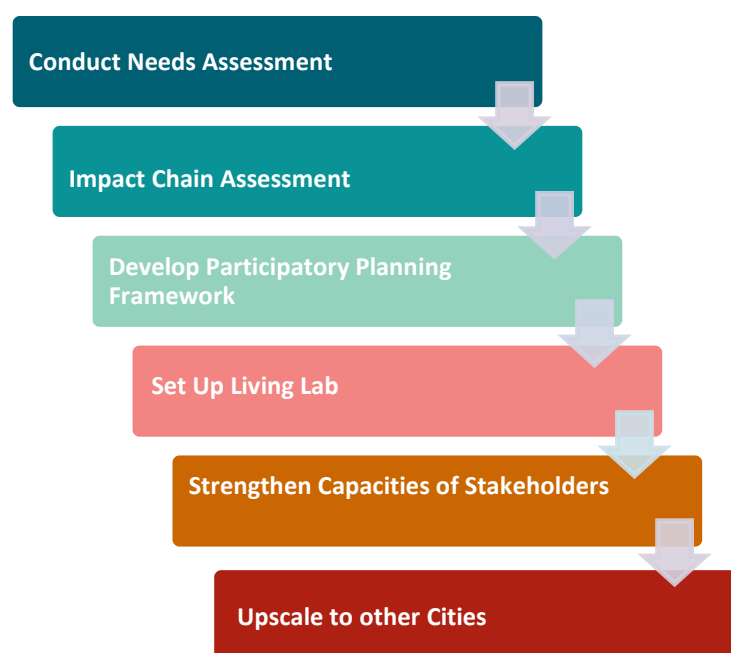 Conduct Needs Assessment
Impact Chain Assessment
Develop Participatory Planning
Framework
Set Up Living Lab
Strengthen Capacities of Stakeholders
Upscale to other Cities